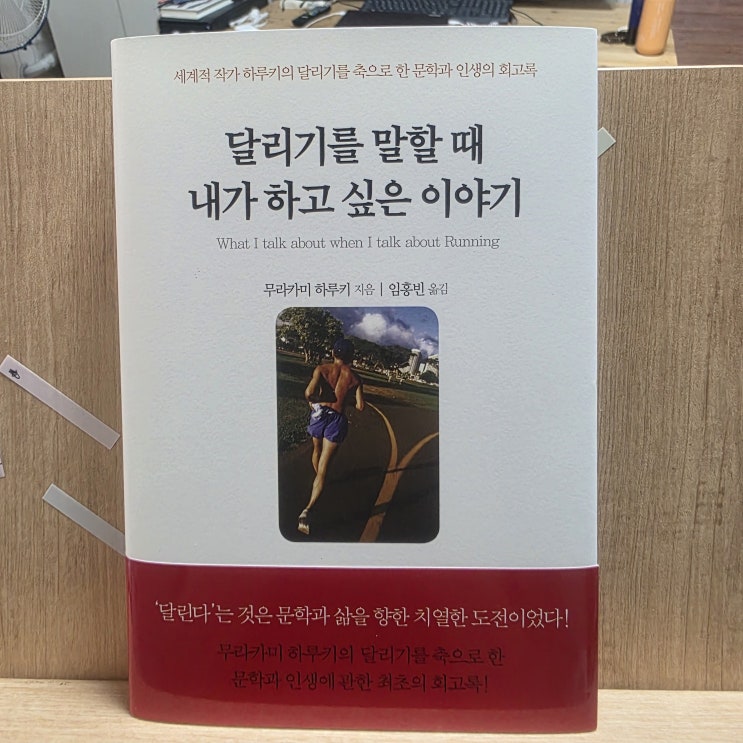 세계적 작가 하루키의 달리기를 축으로 한 문학과 인생의 회고록
달리기를 말할 때
내가 하고 싶은 이야기
What I talk about when I talk about Running
무라카미 하루키 지음 | 임홍빈 옮김
‘달린다’는 것은 문학과 삶을 향한 치열한 도전이었다!
무라카미 하루키의 달리기를 축으로 한
문학과 인생에 관한 최초의 회고록!